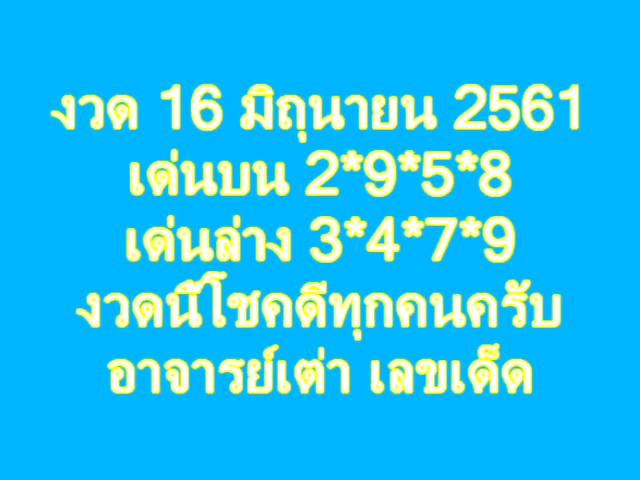 งวด 16 มิถุนายน 2561
เด่นบน 2*9*5*8
เด่นล่าง 3*4*7*9
งวดนี้โชคดีทุกคนครับ
อาจารย์เต่า เลขเด็ด